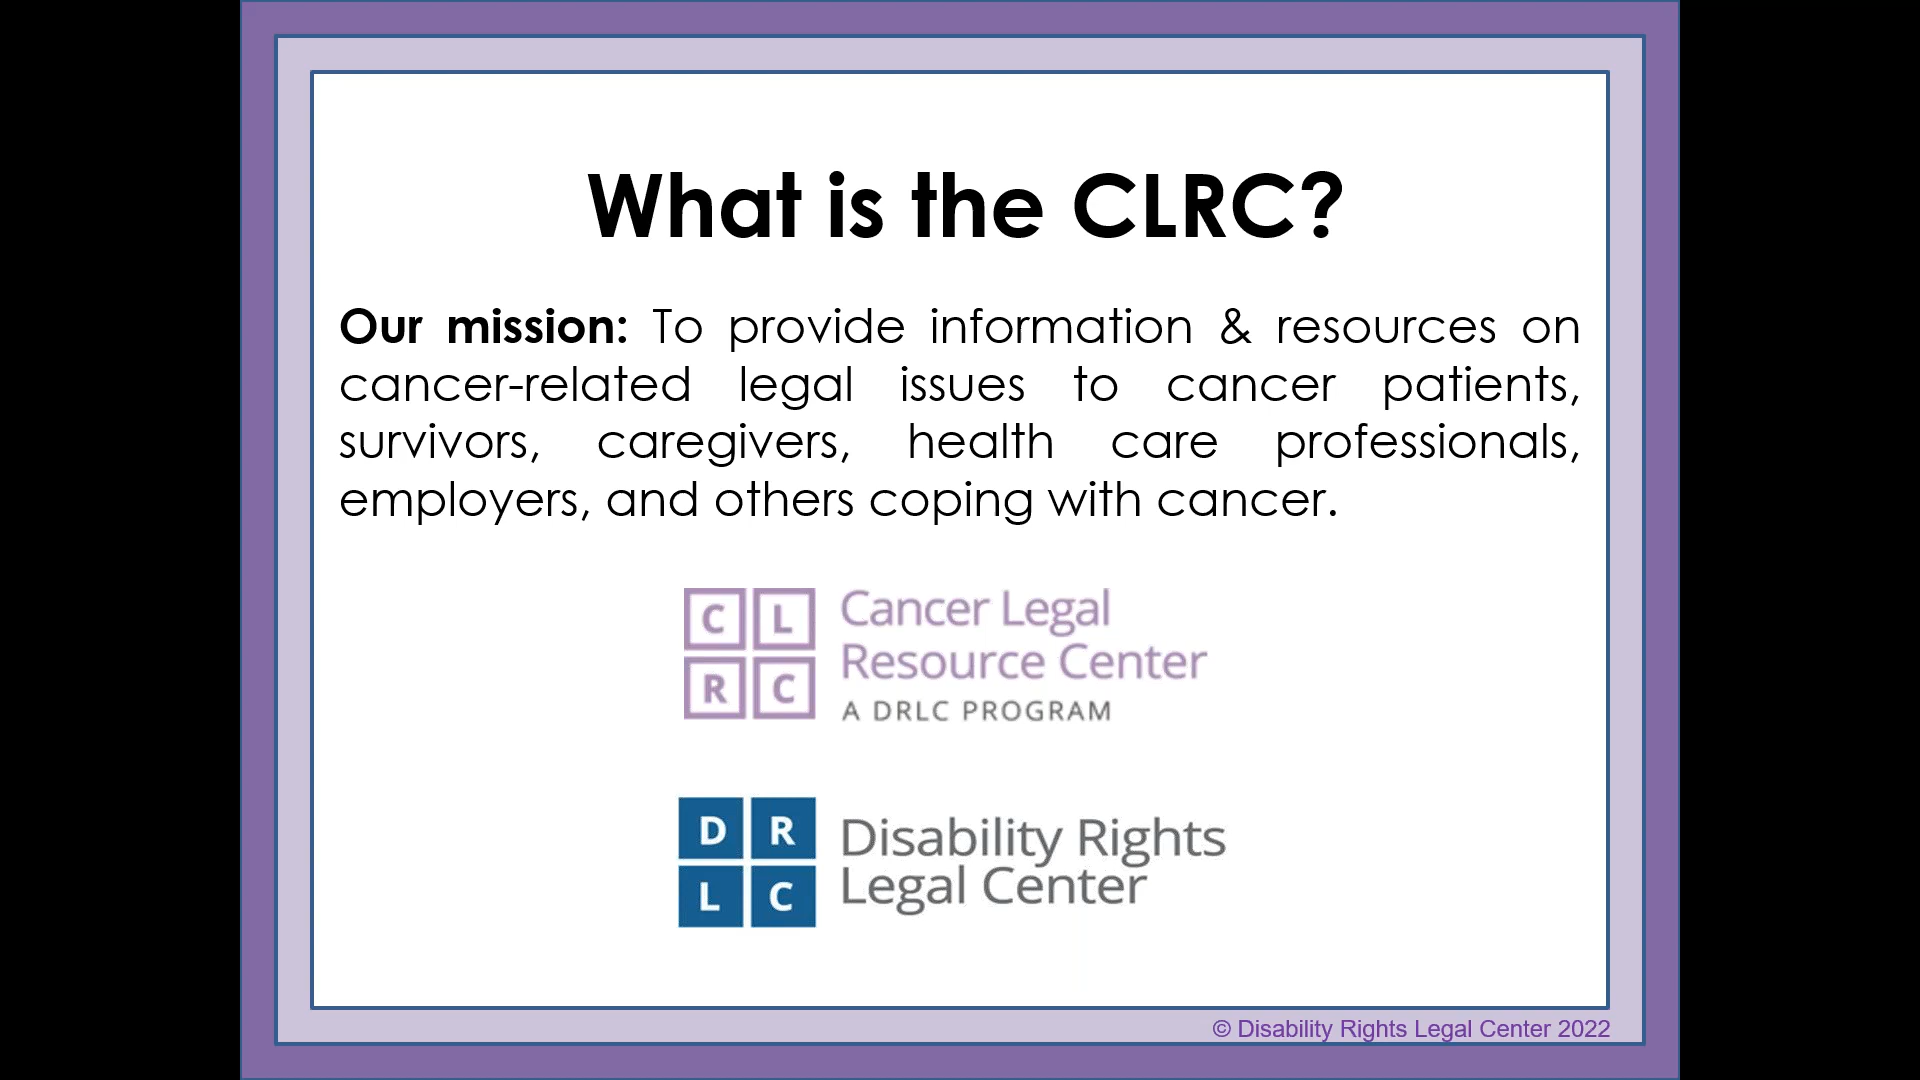 What is the CLRC?
Our mission: To provide information & resources on
cancer-related legal issues to cancer patients,
survivors, caregivers, health care professionals,
employers, and others coping with cancer.
C L
R C
Cancer Legal
Resource Center
A DRLC PROGRAM
D R
L C
Disability Rights
Legal Center
© Disability Rights Legal Center 2022